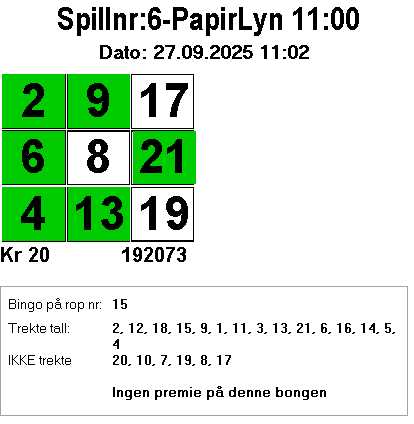 Spillnr:6-PapirLyn 11:00
Dato: 27.09.2025 11:02
2 9 17
6 8 21
4 13 19
Kr 20 192073
Bingo på rop nr: 15
Trekte tall: 2, 12, 18, 15, 9, 1, 11, 3, 13, 21, 6, 16, 14, 5,
4
IKKE trekte 20, 10, 7, 19, 8, 17
Ingen premie på denne bongen